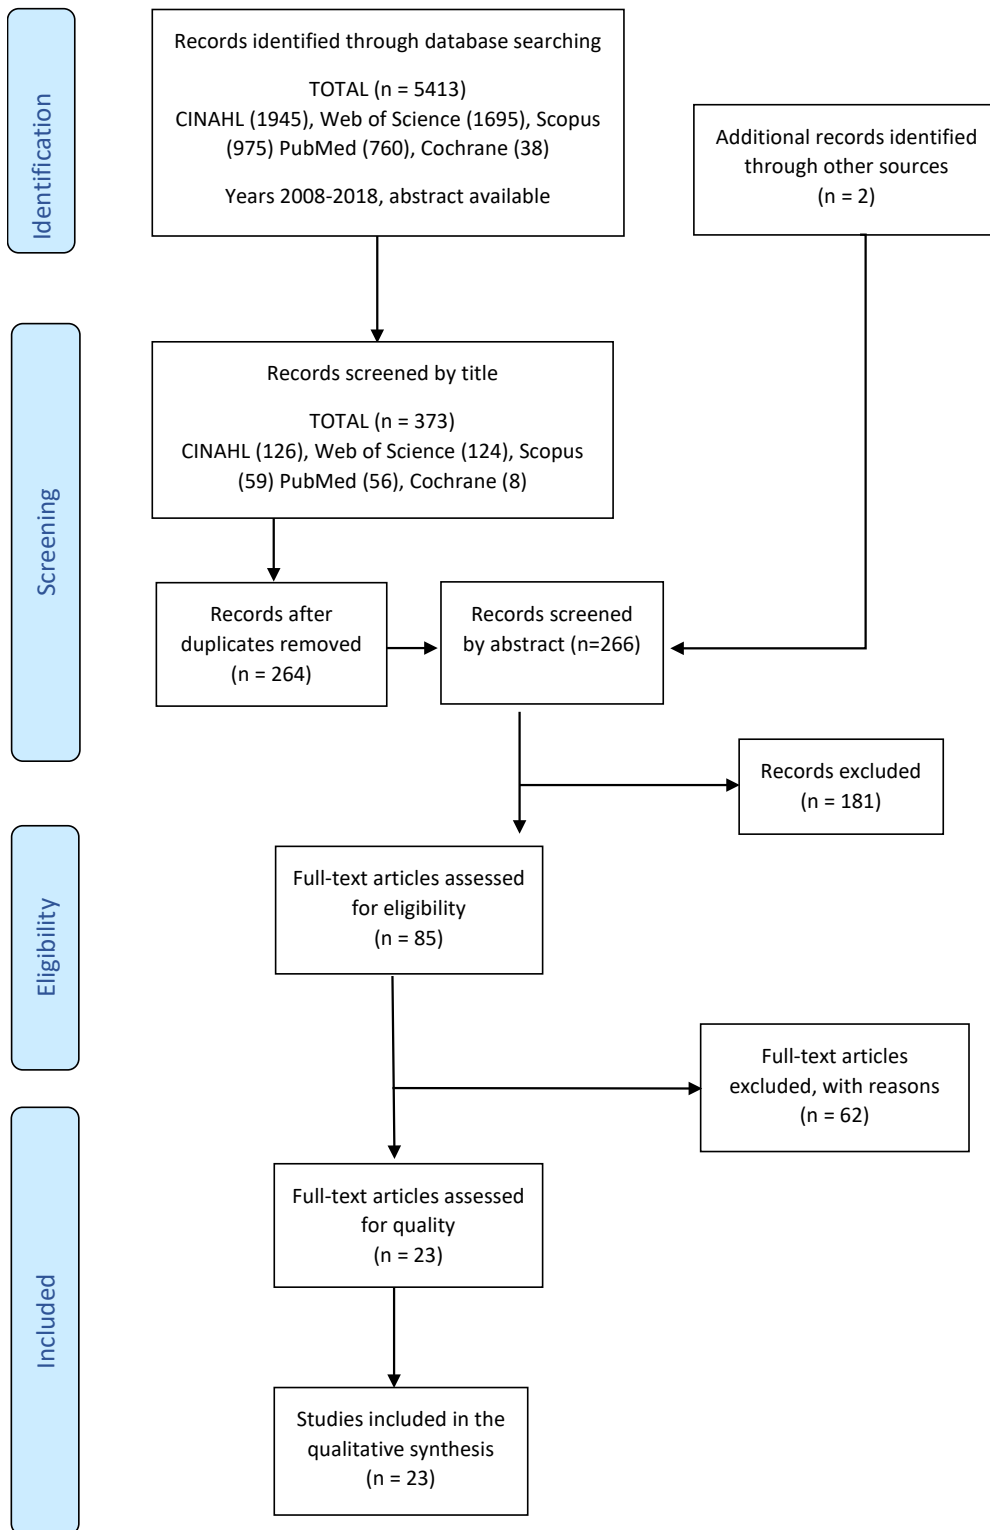 Identification
Records identified through database searching
TOTAL (n = 5413)
CINAHL (1945), Web of Science (1695), Scopus
(975) PubMed (760), Cochrane (38)
Years 2008-2018, abstract available
Additional records identified
through other sources
(n = 2)
Screening
Records screened by title
TOTAL (n = 373)
CINAHL (126), Web of Science (124), Scopus
(59) PubMed (56), Cochrane (8)
Records after
duplicates removed
(n = 264)
Records screened
by abstract (n=266)
Records excluded
(n = 181)
Eligibility
Full-text articles assessed
for eligibility
(n = 85)
Full-text articles
excluded, with reasons
(n = 62)
Included
Full-text articles assessed
for quality
(n = 23)
Studies included in the
qualitative synthesis
(n = 23)